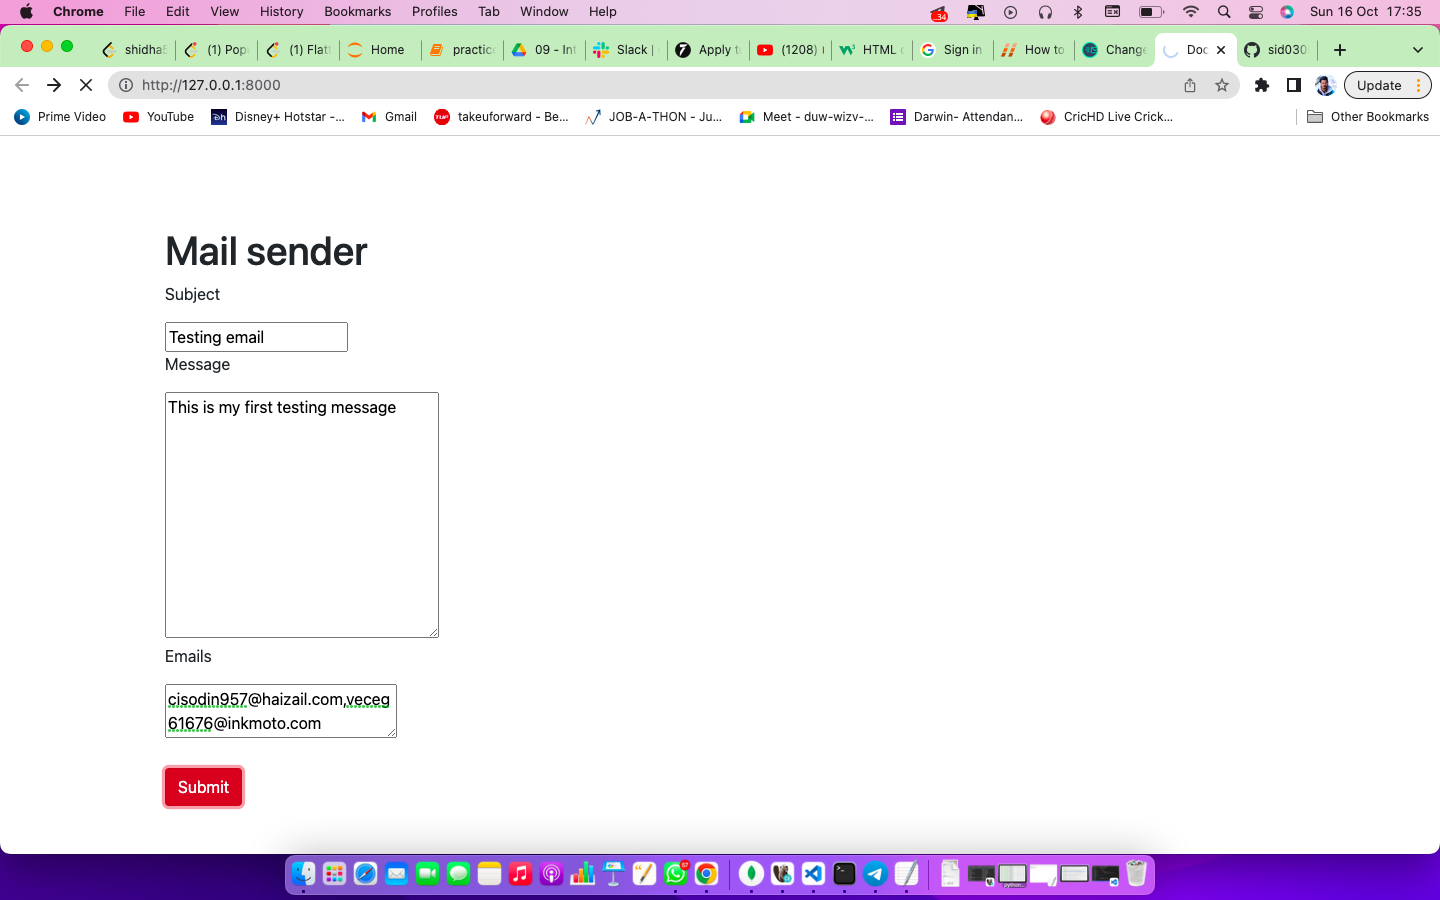 Chrome File Edit View History Bookmarks Profiles Tab Window Help 34 Sun 16 Oct 17:35
shidha (1) Pop (1) Flat Home practice 09 - Int Slack | Apply t (1208) HTML Sign in How to Change Doc sid030
http://127.0.0.1:8000 Update
Prime Video YouTube Disney+ Hotstar -... Gmail takeuforward - Be... JOB-A-THON - Ju... Meet - duw-wizv-... Darwin- Attendan... CricHD Live Crick... Other Bookmarks
Mail sender
Subject
Testing email
Message
This is my first testing message
Emails
cisodin957@haizail.com,veceg
61676@inkmoto.com
Submit